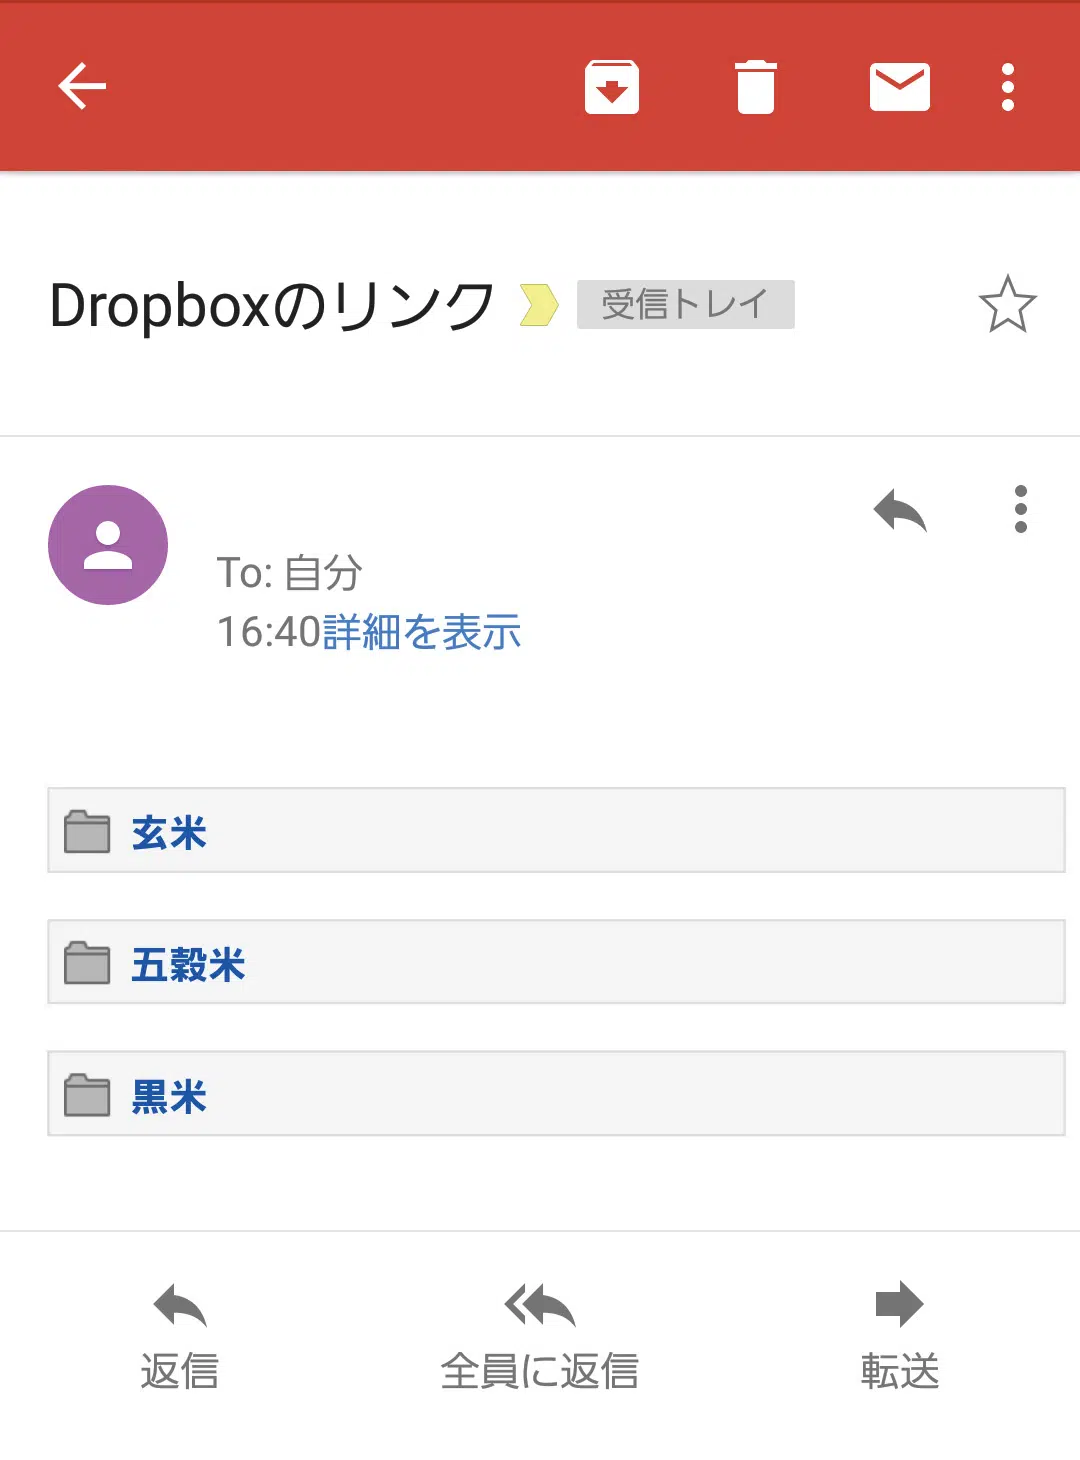 Dropboxのリンク 受信トレイ
To: 自分
16:40詳細を表示
玄米
五穀米
黒米
返信 全員に返信 転送